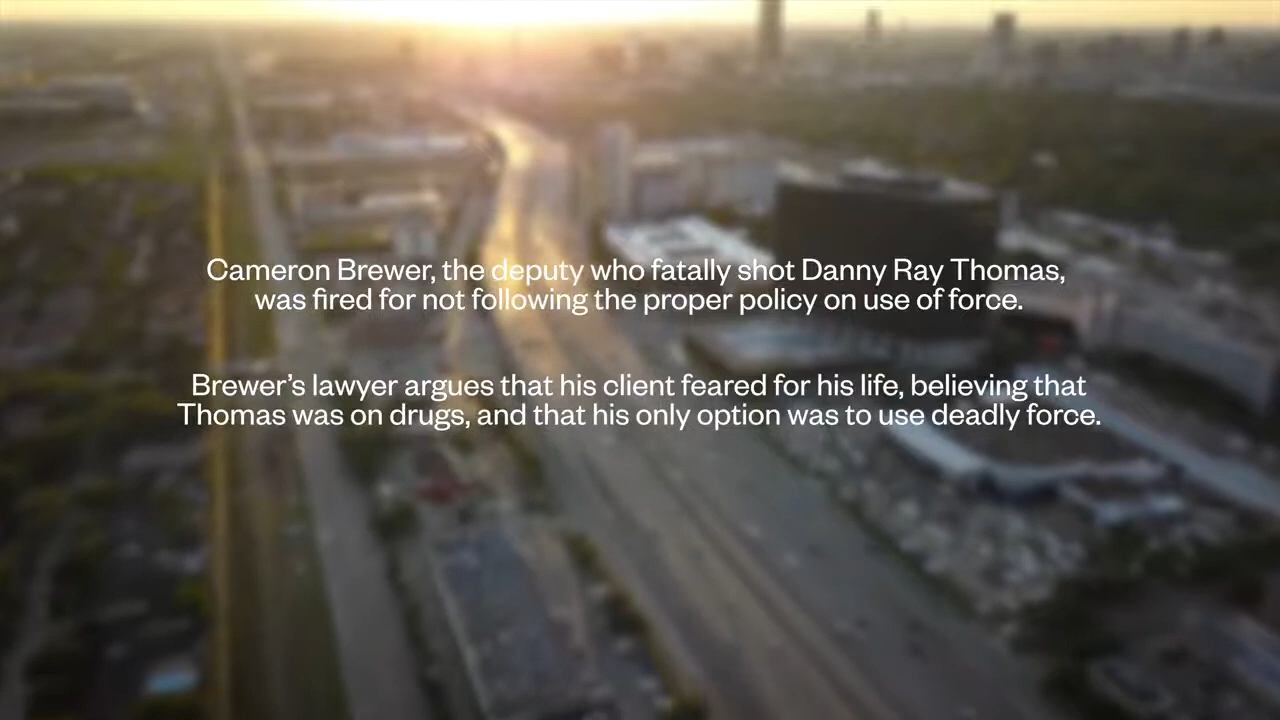 Cameron Brewer, the deputy who fatally shot Danny Ray Thomas,
was fired for not following the proper policy on use of force.
Brewer’s lawyer argues that his client feared for his life, believing that
Thomas was on drugs, and that his only option was to use deadly force.